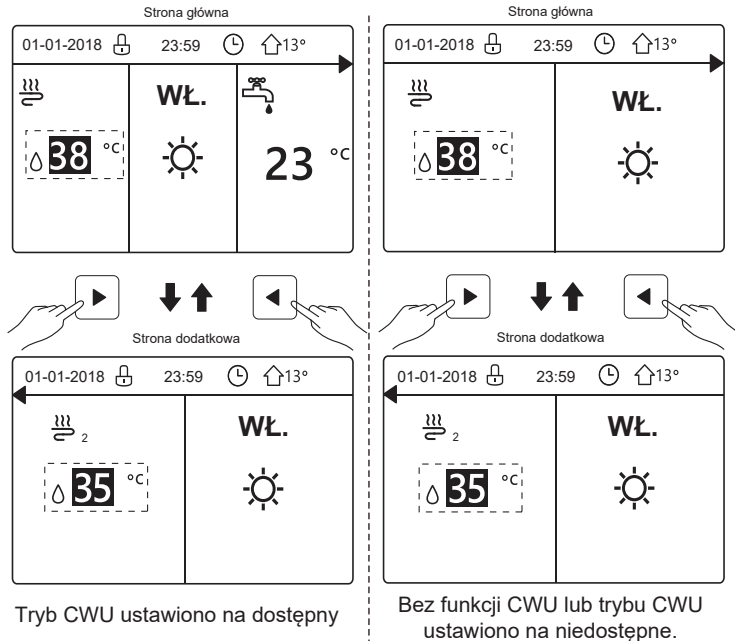 Strona główna
01-01-2018 23:59 13°
WŁ.
38 °C
23 °C
Strona dodatkowa
01-01-2018 23:59 13°
2
WŁ.
35 °C
Tryb CWU ustawiono na dostępny
Strona główna
01-01-2018 23:59 13°
WŁ.
38 °C
Strona dodatkowa
01-01-2018 23:59 13°
2
WŁ.
35 °C
Bez funkcji CWU lub trybu CWU
ustawiono na niedostępne.